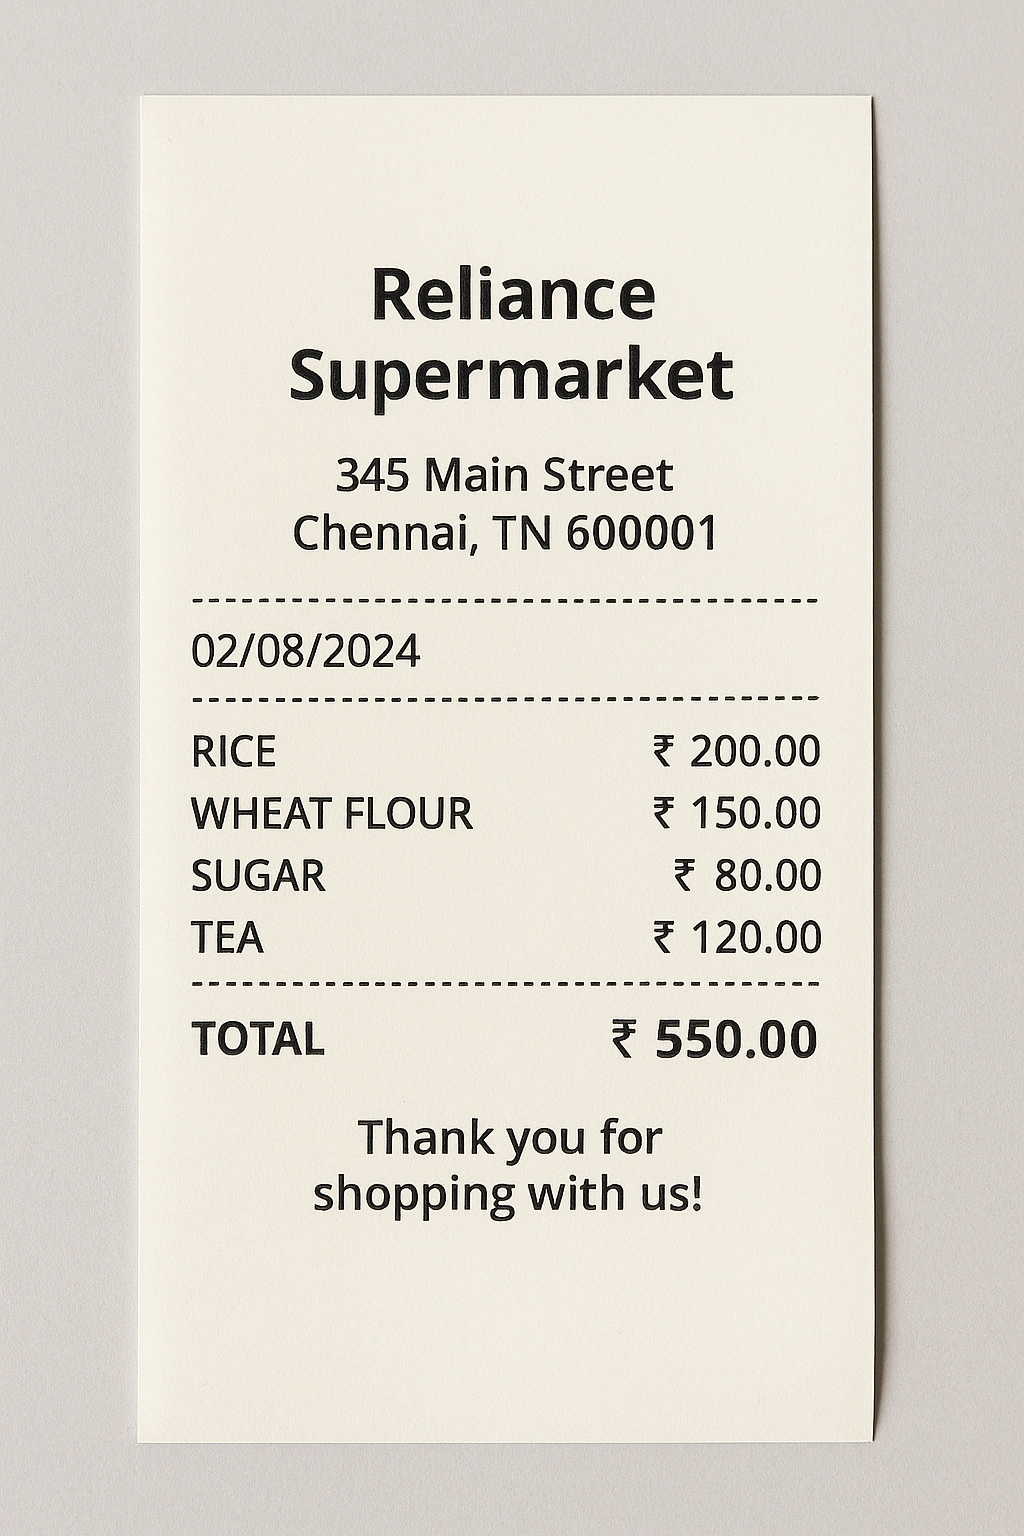 Reliance
Supermarket
345 Main Street
Chennai, TN 600001
--------------------------------------
02/08/2024
--------------------------------------
RICE ₹ 200.00
WHEAT FLOUR ₹ 150.00
SUGAR ₹ 80.00
TEA ₹ 120.00
--------------------------------------
TOTAL ₹ 550.00
Thank you for
shopping with us!